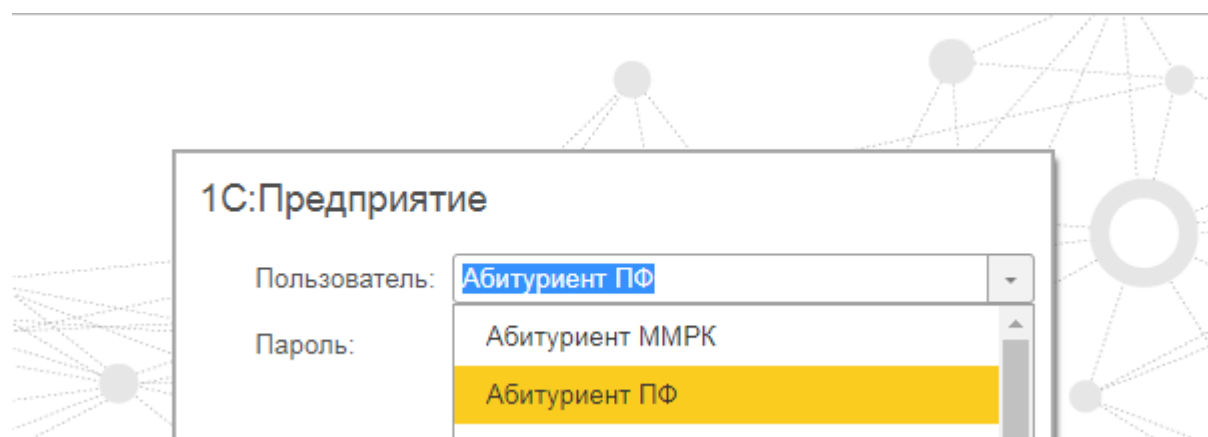 1С:Предприятие
Пользователь: Абитуриент ПФ
Пароль:
Абитуриент ММРК
Абитуриент ПФ